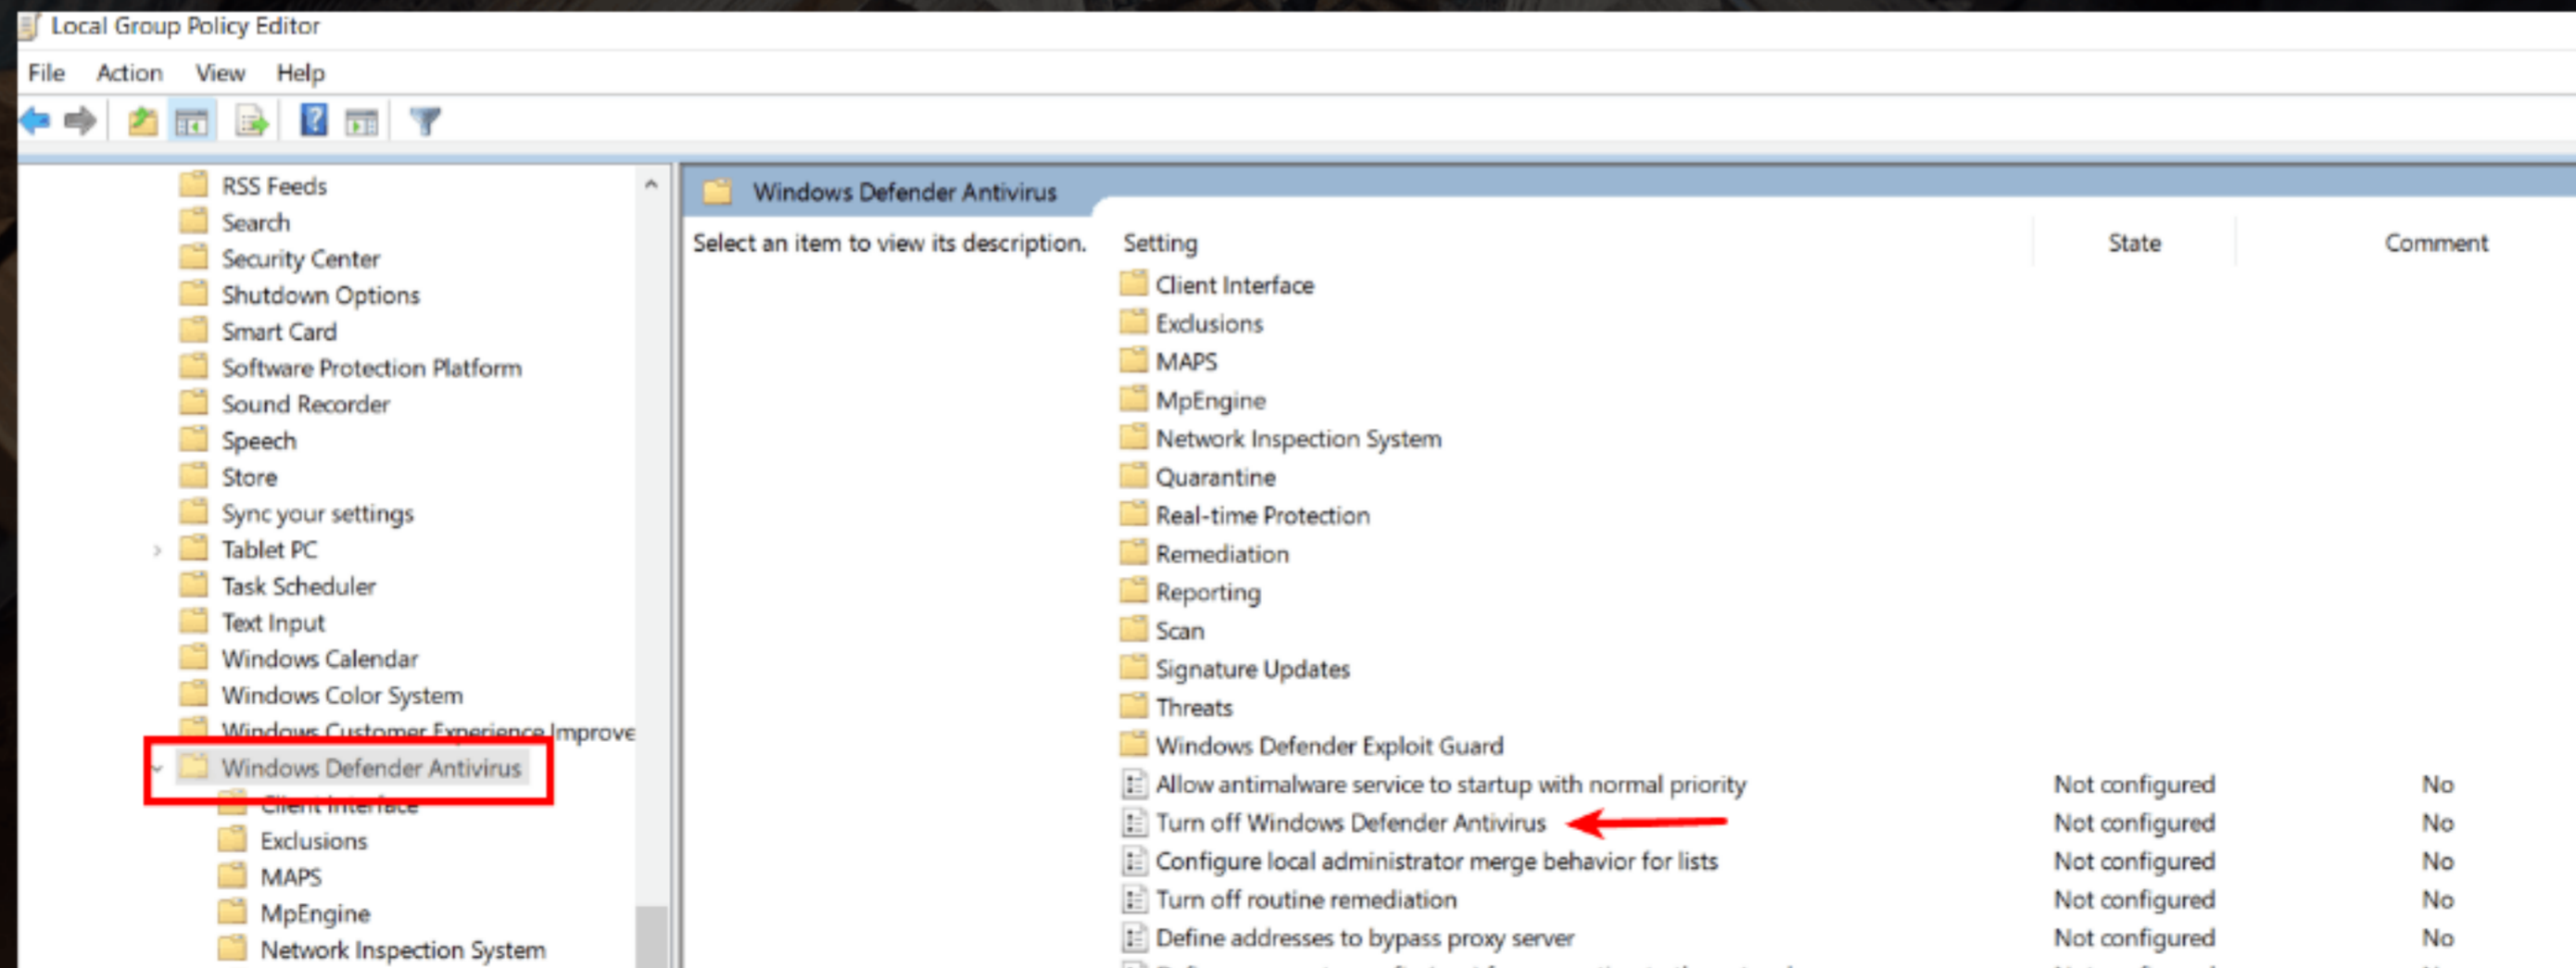 Local Group Policy Editor
File Action View Help
RSS Feeds
Search
Security Center
Shutdown Options
Smart Card
Software Protection Platform
Sound Recorder
Speech
Store
Sync your settings
Tablet PC
Task Scheduler
Text Input
Windows Calendar
Windows Color System
Windows Customer Experience Improve
Windows Defender Antivirus
Client Interface
Exclusions
MAPS
MpEngine
Network Inspection System
Windows Defender Antivirus
Select an item to view its description.
Setting State Comment
Client Interface
Exclusions
MAPS
MpEngine
Network Inspection System
Quarantine
Real-time Protection
Remediation
Reporting
Scan
Signature Updates
Threats
Windows Defender Exploit Guard
Allow antimalware service to startup with normal priority Not configured No
Turn off Windows Defender Antivirus Not configured No
Configure local administrator merge behavior for lists Not configured No
Turn off routine remediation Not configured No
Define addresses to bypass proxy server Not configured No